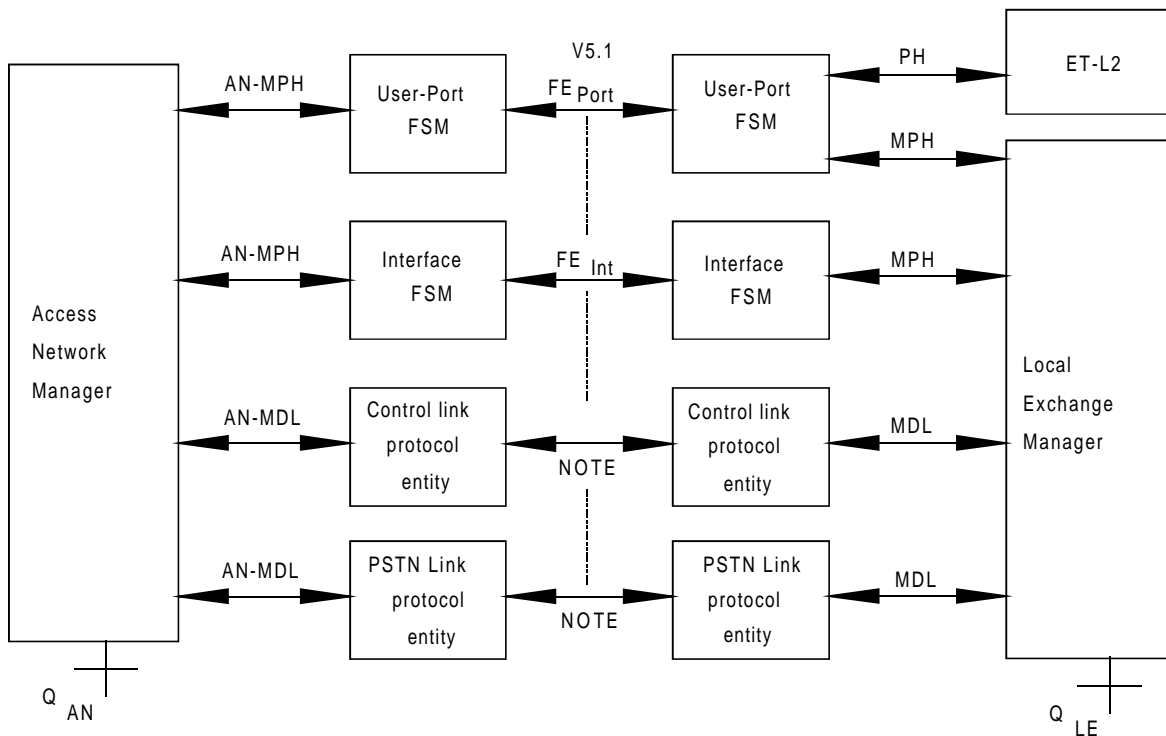 V5.1
PH
ET-L2
AN-MPH
User-Port
FSM
FE Port
User-Port
FSM
MPH
AN-MPH
Interface
FSM
FE Int
Interface
FSM
MPH
Access
Network
Manager
Local
Exchange
Manager
AN-MDL
Control link
protocol
entity
NOTE
Control link
protocol
entity
MDL
AN-MDL
PSTN Link
protocol
entity
NOTE
PSTN Link
protocol
entity
MDL
Q AN
Q LE